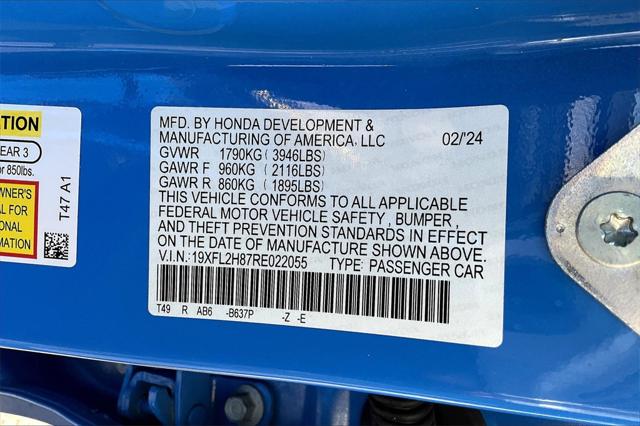 TION
EAR 3
r 850lbs.
WNER'S
AL FOR
IONAL
MATION
T47 A1
MFD. BY HONDA DEVELOPMENT &
MANUFACTURING OF AMERICA, LLC 02/'24
GVWR 1790KG ( 3946LBS)
GAWR F 960KG ( 2116LBS)
GAWR R 860KG ( 1895LBS)
THIS VEHICLE CONFORMS TO ALL APPLICABLE
FEDERAL MOTOR VEHICLE SAFETY , BUMPER,
AND THEFT PREVENTION STANDARDS IN EFFECT
ON THE DATE OF MANUFACTURE SHOWN ABOVE.
V.I.N.: 19XFL2H87RE022055 TYPE: PASSENGER CAR
T49 R AB6 -B637P -Z -E